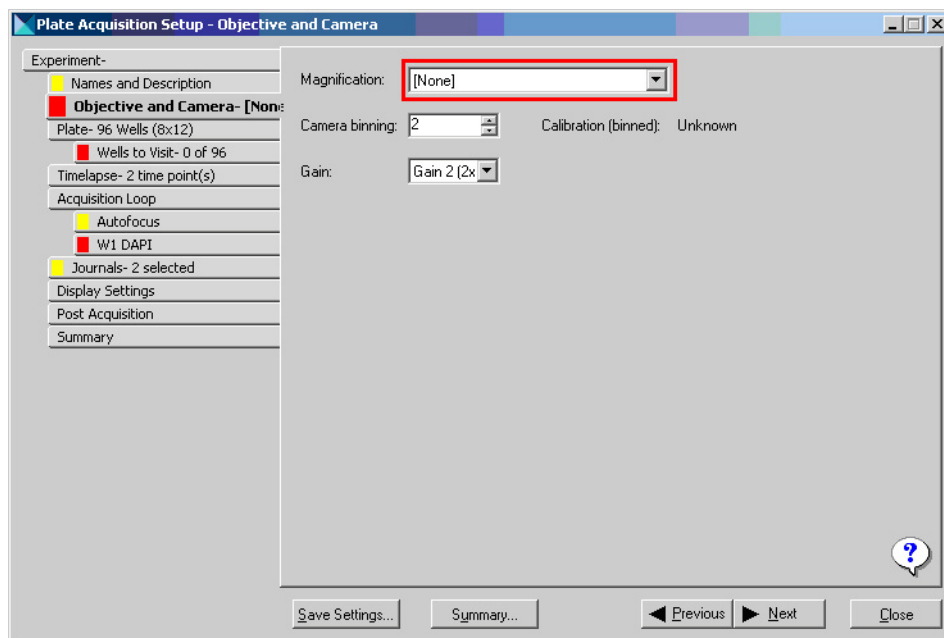 Plate Acquisition Setup - Objective and Camera
Experiment-
Names and Description
Objective and Camera- [None
Plate- 96 Wells (8x12)
Wells to Visit- 0 of 96
Timelapse- 2 time point(s)
Acquisition Loop
Autofocus
W1 DAPI
Journals- 2 selected
Display Settings
Post Acquisition
Summary
Magnification: [None]
Camera binning: 2 Calibration (binned): Unknown
Gain: Gain 2 (2x
?
Save Settings... Summary... Previous Next Close